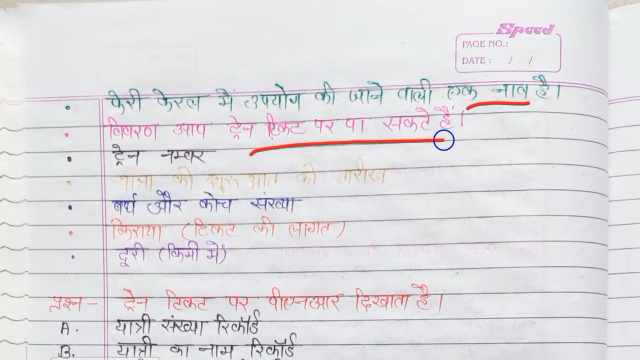 Speed
PAGE NO.:
DATE: / /
फेरी केरल में उपयोग की जाने वाली एक नाव है।
विवरण आप ट्रेन टिकट पर पा सकते हैं।
ट्रेन नम्बर
यात्रा की शुरुआत की तारीख
बर्थ और कोच संख्या
किराया (टिकट की लागत)
दूरी (किमी में)
प्रश्न - ट्रेन टिकट पर पीएनआर दिखाता है।
A. यात्री संख्या रिकॉर्ड
B. यात्री का नाम रिकॉर्ड